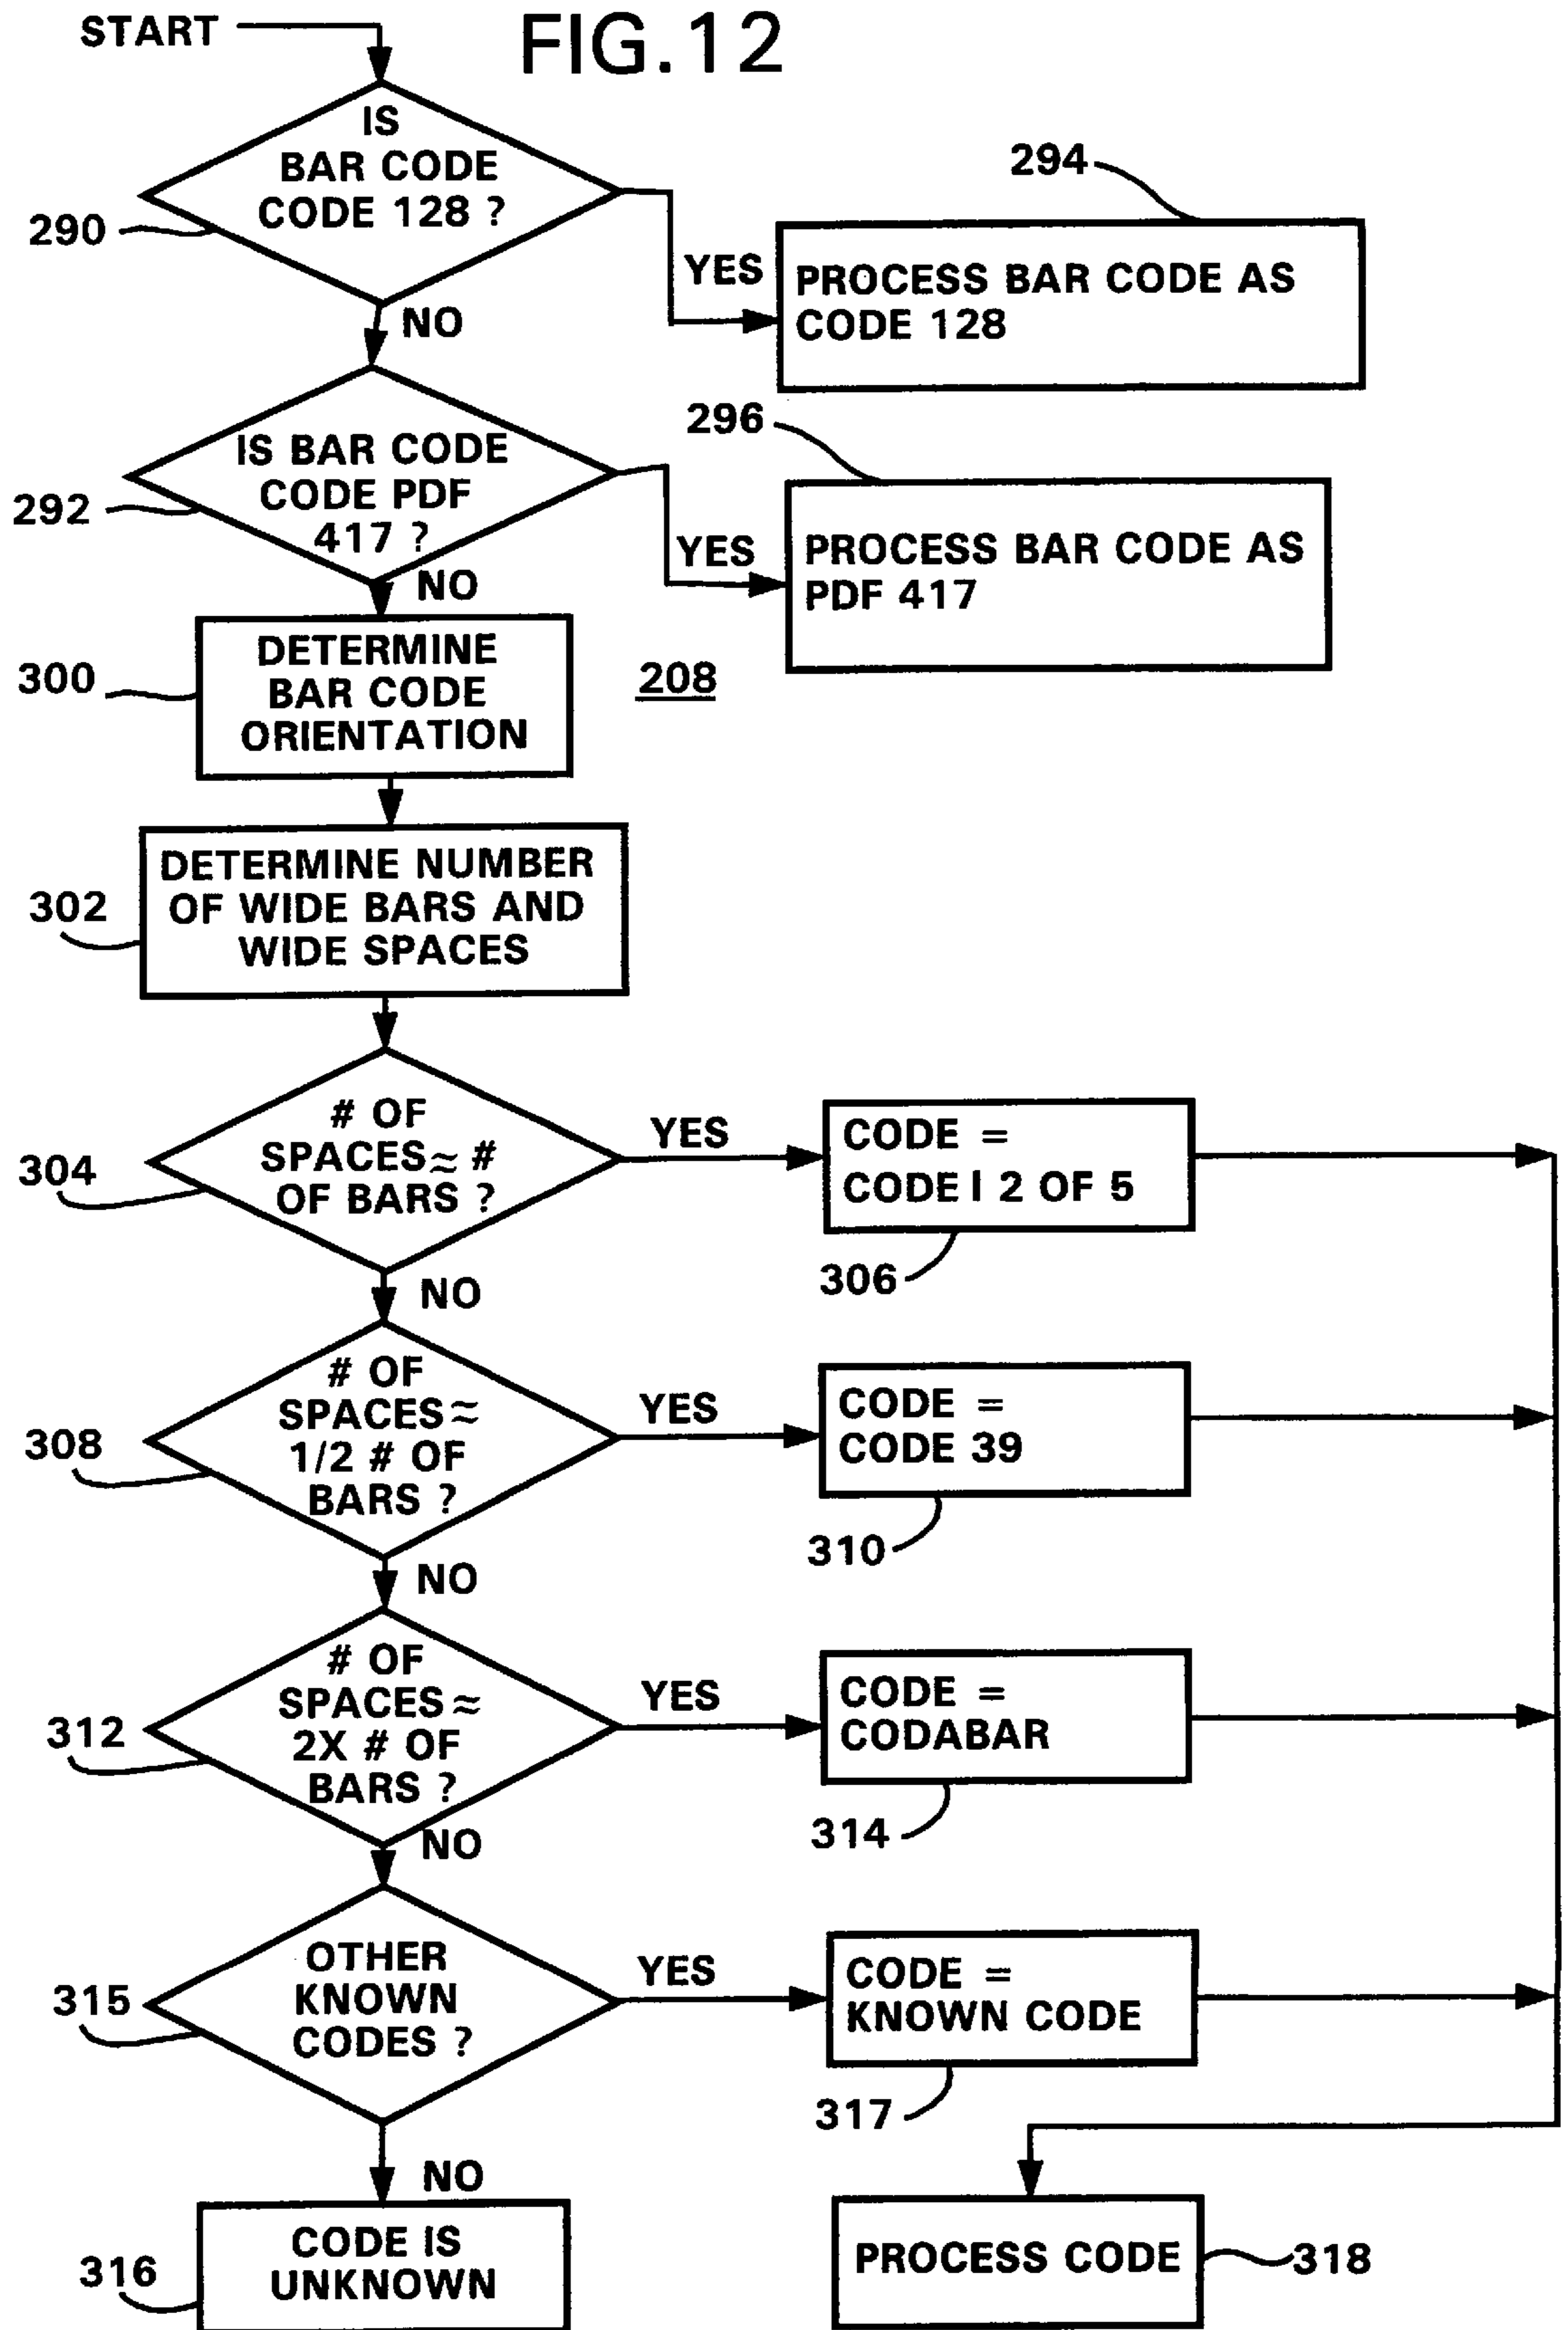 START
FIG.12
IS
BAR CODE
CODE 128 ?
290
294
YES
PROCESS BAR CODE AS
CODE 128
NO
IS BAR CODE
CODE PDF
417 ?
292
296
YES
PROCESS BAR CODE AS
PDF 417
NO
DETERMINE
BAR CODE
ORIENTATION
300
208
DETERMINE NUMBER
OF WIDE BARS AND
WIDE SPACES
302
# OF
SPACES ≈ #
OF BARS ?
304
YES
CODE =
CODE I 2 OF 5
306
NO
# OF
SPACES ≈
1/2 # OF
BARS ?
308
YES
CODE =
CODE 39
310
NO
# OF
SPACES ≈
2X # OF
BARS ?
312
YES
CODE =
CODABAR
314
NO
OTHER
KNOWN
CODES ?
315
YES
CODE =
KNOWN CODE
317
NO
CODE IS
UNKNOWN
316
PROCESS CODE
318